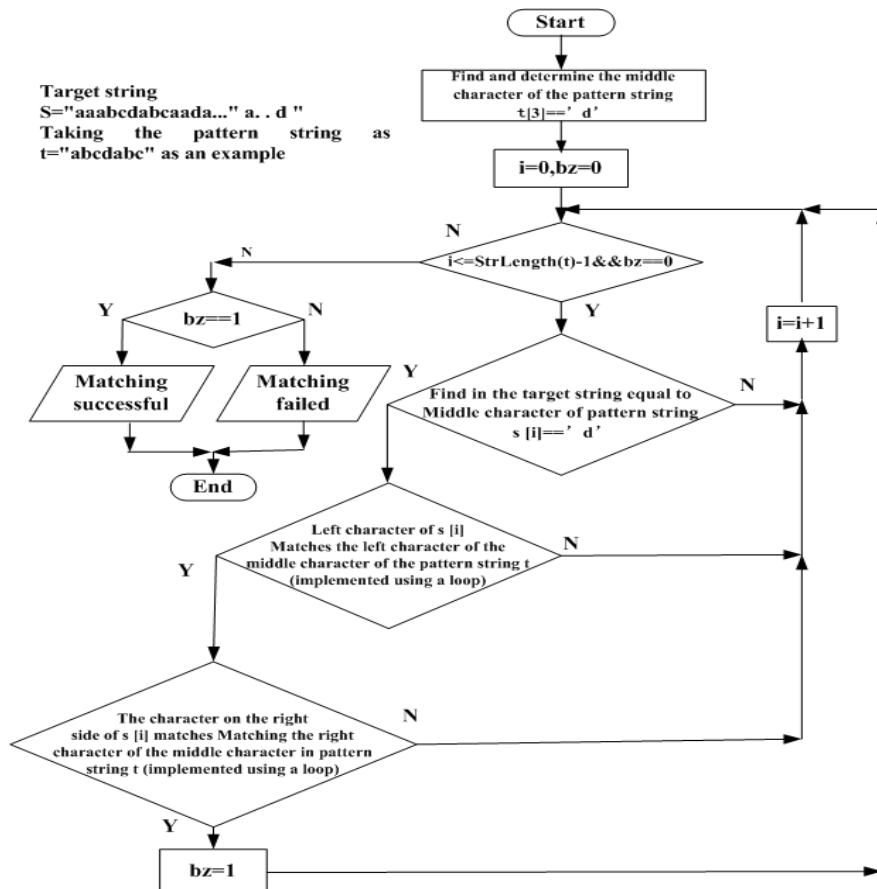 Start
Find and determine the middle
character of the pattern string
t[3]==’ d’
Target string
S="aaabcdabcaada..." a. . d "
Taking the pattern string as
t="abcdabc" as an example
i=0,bz=0
N
N
i<=StrLength(t)-1&&bz==0
Y
bz==1
N
Y
i=i+1
Matching
successful
Matching
failed
Y
Find in the target string equal to
Middle character of pattern string
s [i]==’ d’
N
End
Left character of s [i]
Matches the left character of the
middle character of the pattern string t
(implemented using a loop)
N
Y
The character on the right
side of s [i] matches Matching the right
character of the middle character in pattern
string t (implemented using a loop)
N
Y
bz=1